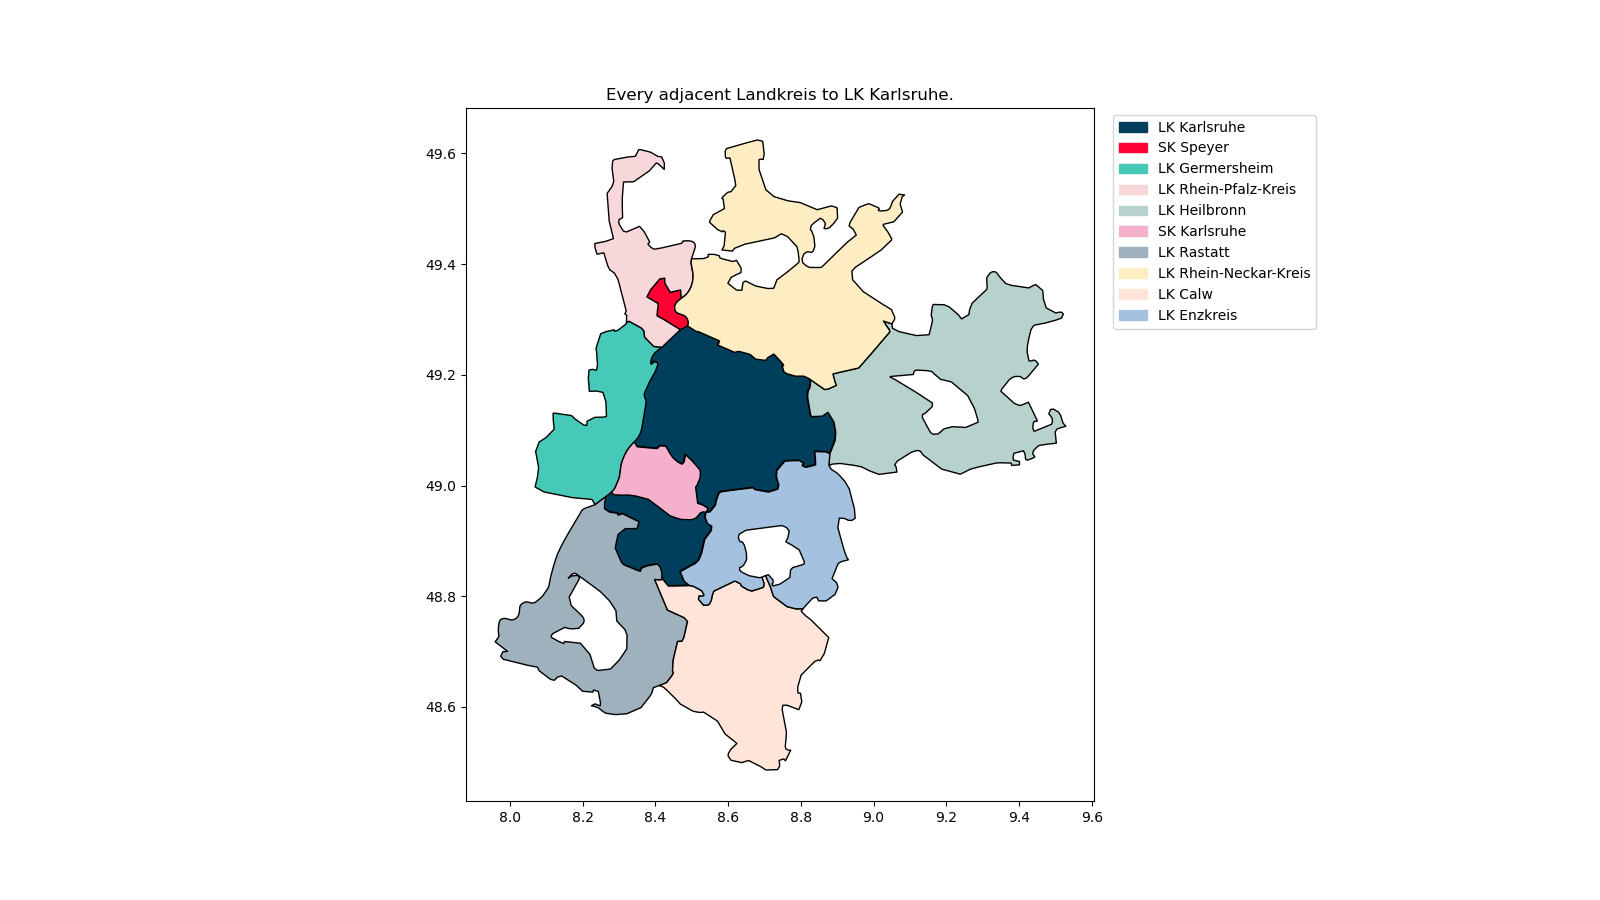 Every adjacent Landkreis to LK Karlsruhe.
LK Karlsruhe
SK Speyer
LK Germersheim
LK Rhein-Pfalz-Kreis
LK Heilbronn
SK Karlsruhe
LK Rastatt
LK Rhein-Neckar-Kreis
LK Calw
LK Enzkreis
49.6
49.4
49.2
49.0
48.8
48.6
8.0 8.2 8.4 8.6 8.8 9.0 9.2 9.4 9.6